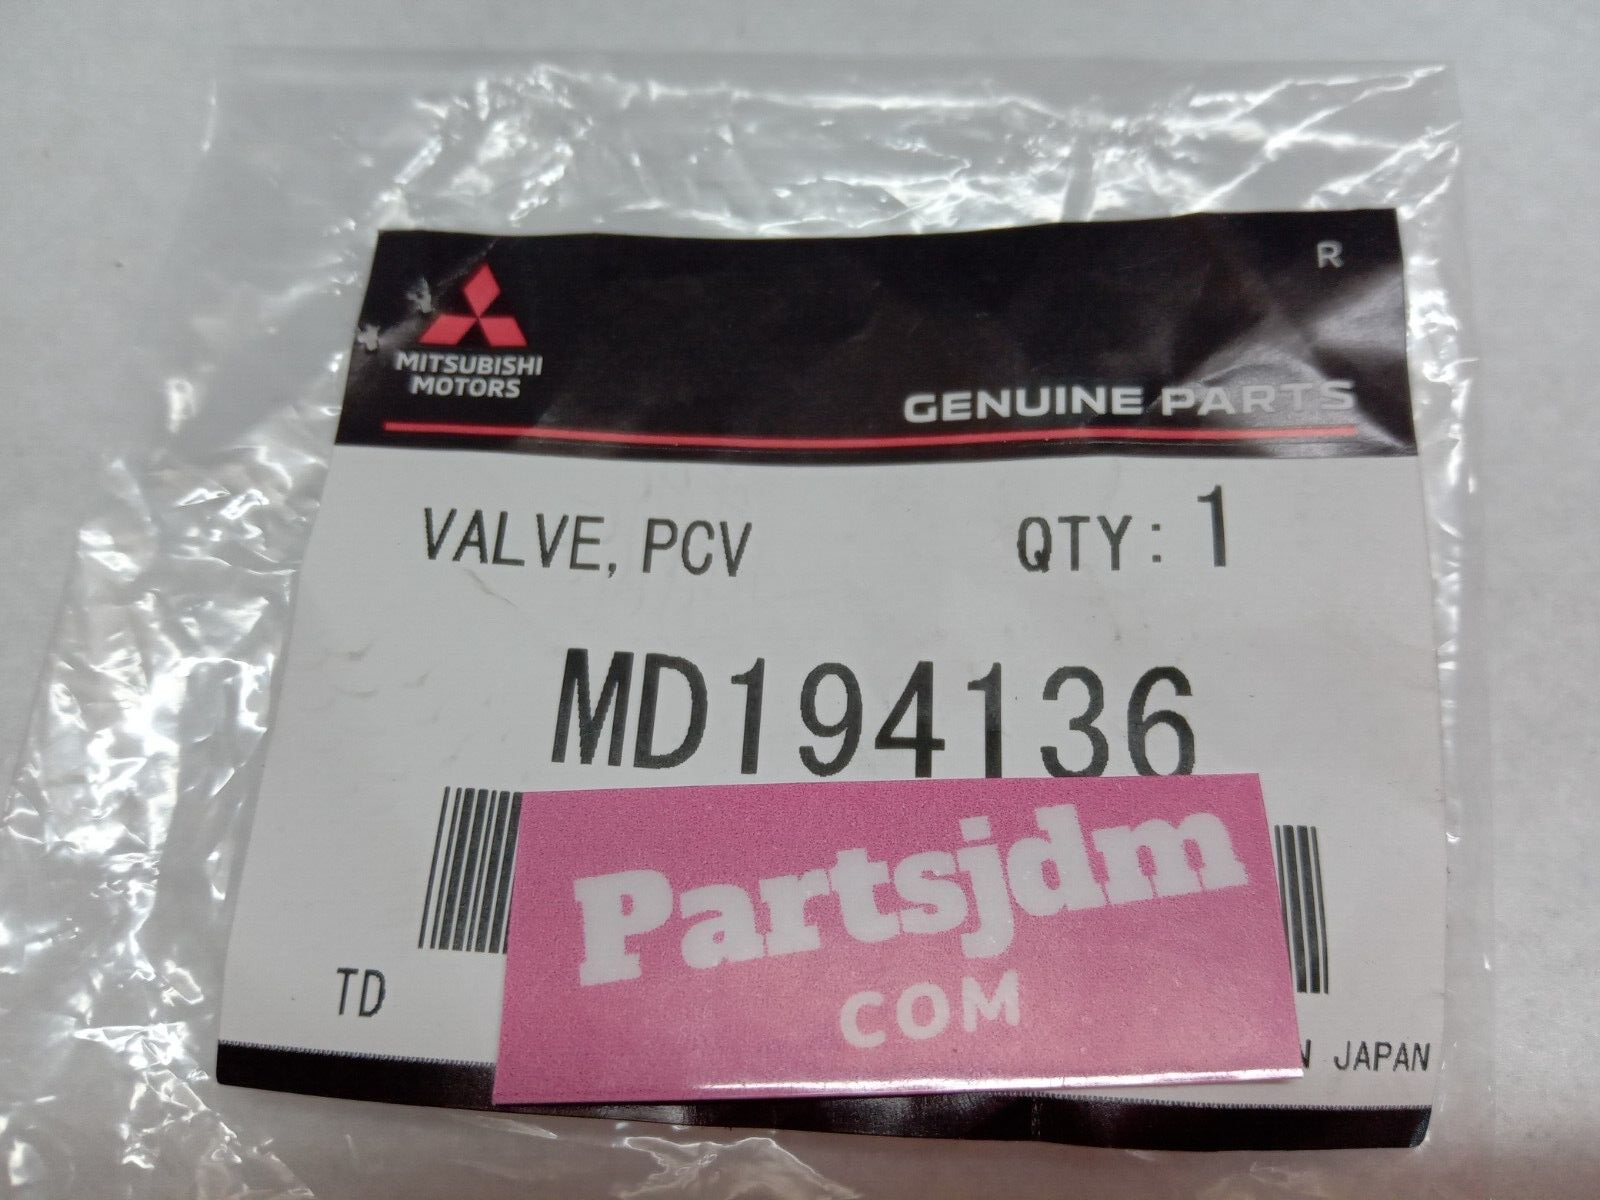 R
MITSUBISHI
MOTORS
GENUINE PARTS
VALVE, PCV QTY: 1
MD194136
Partsjdm
COM
TD
N JAPAN